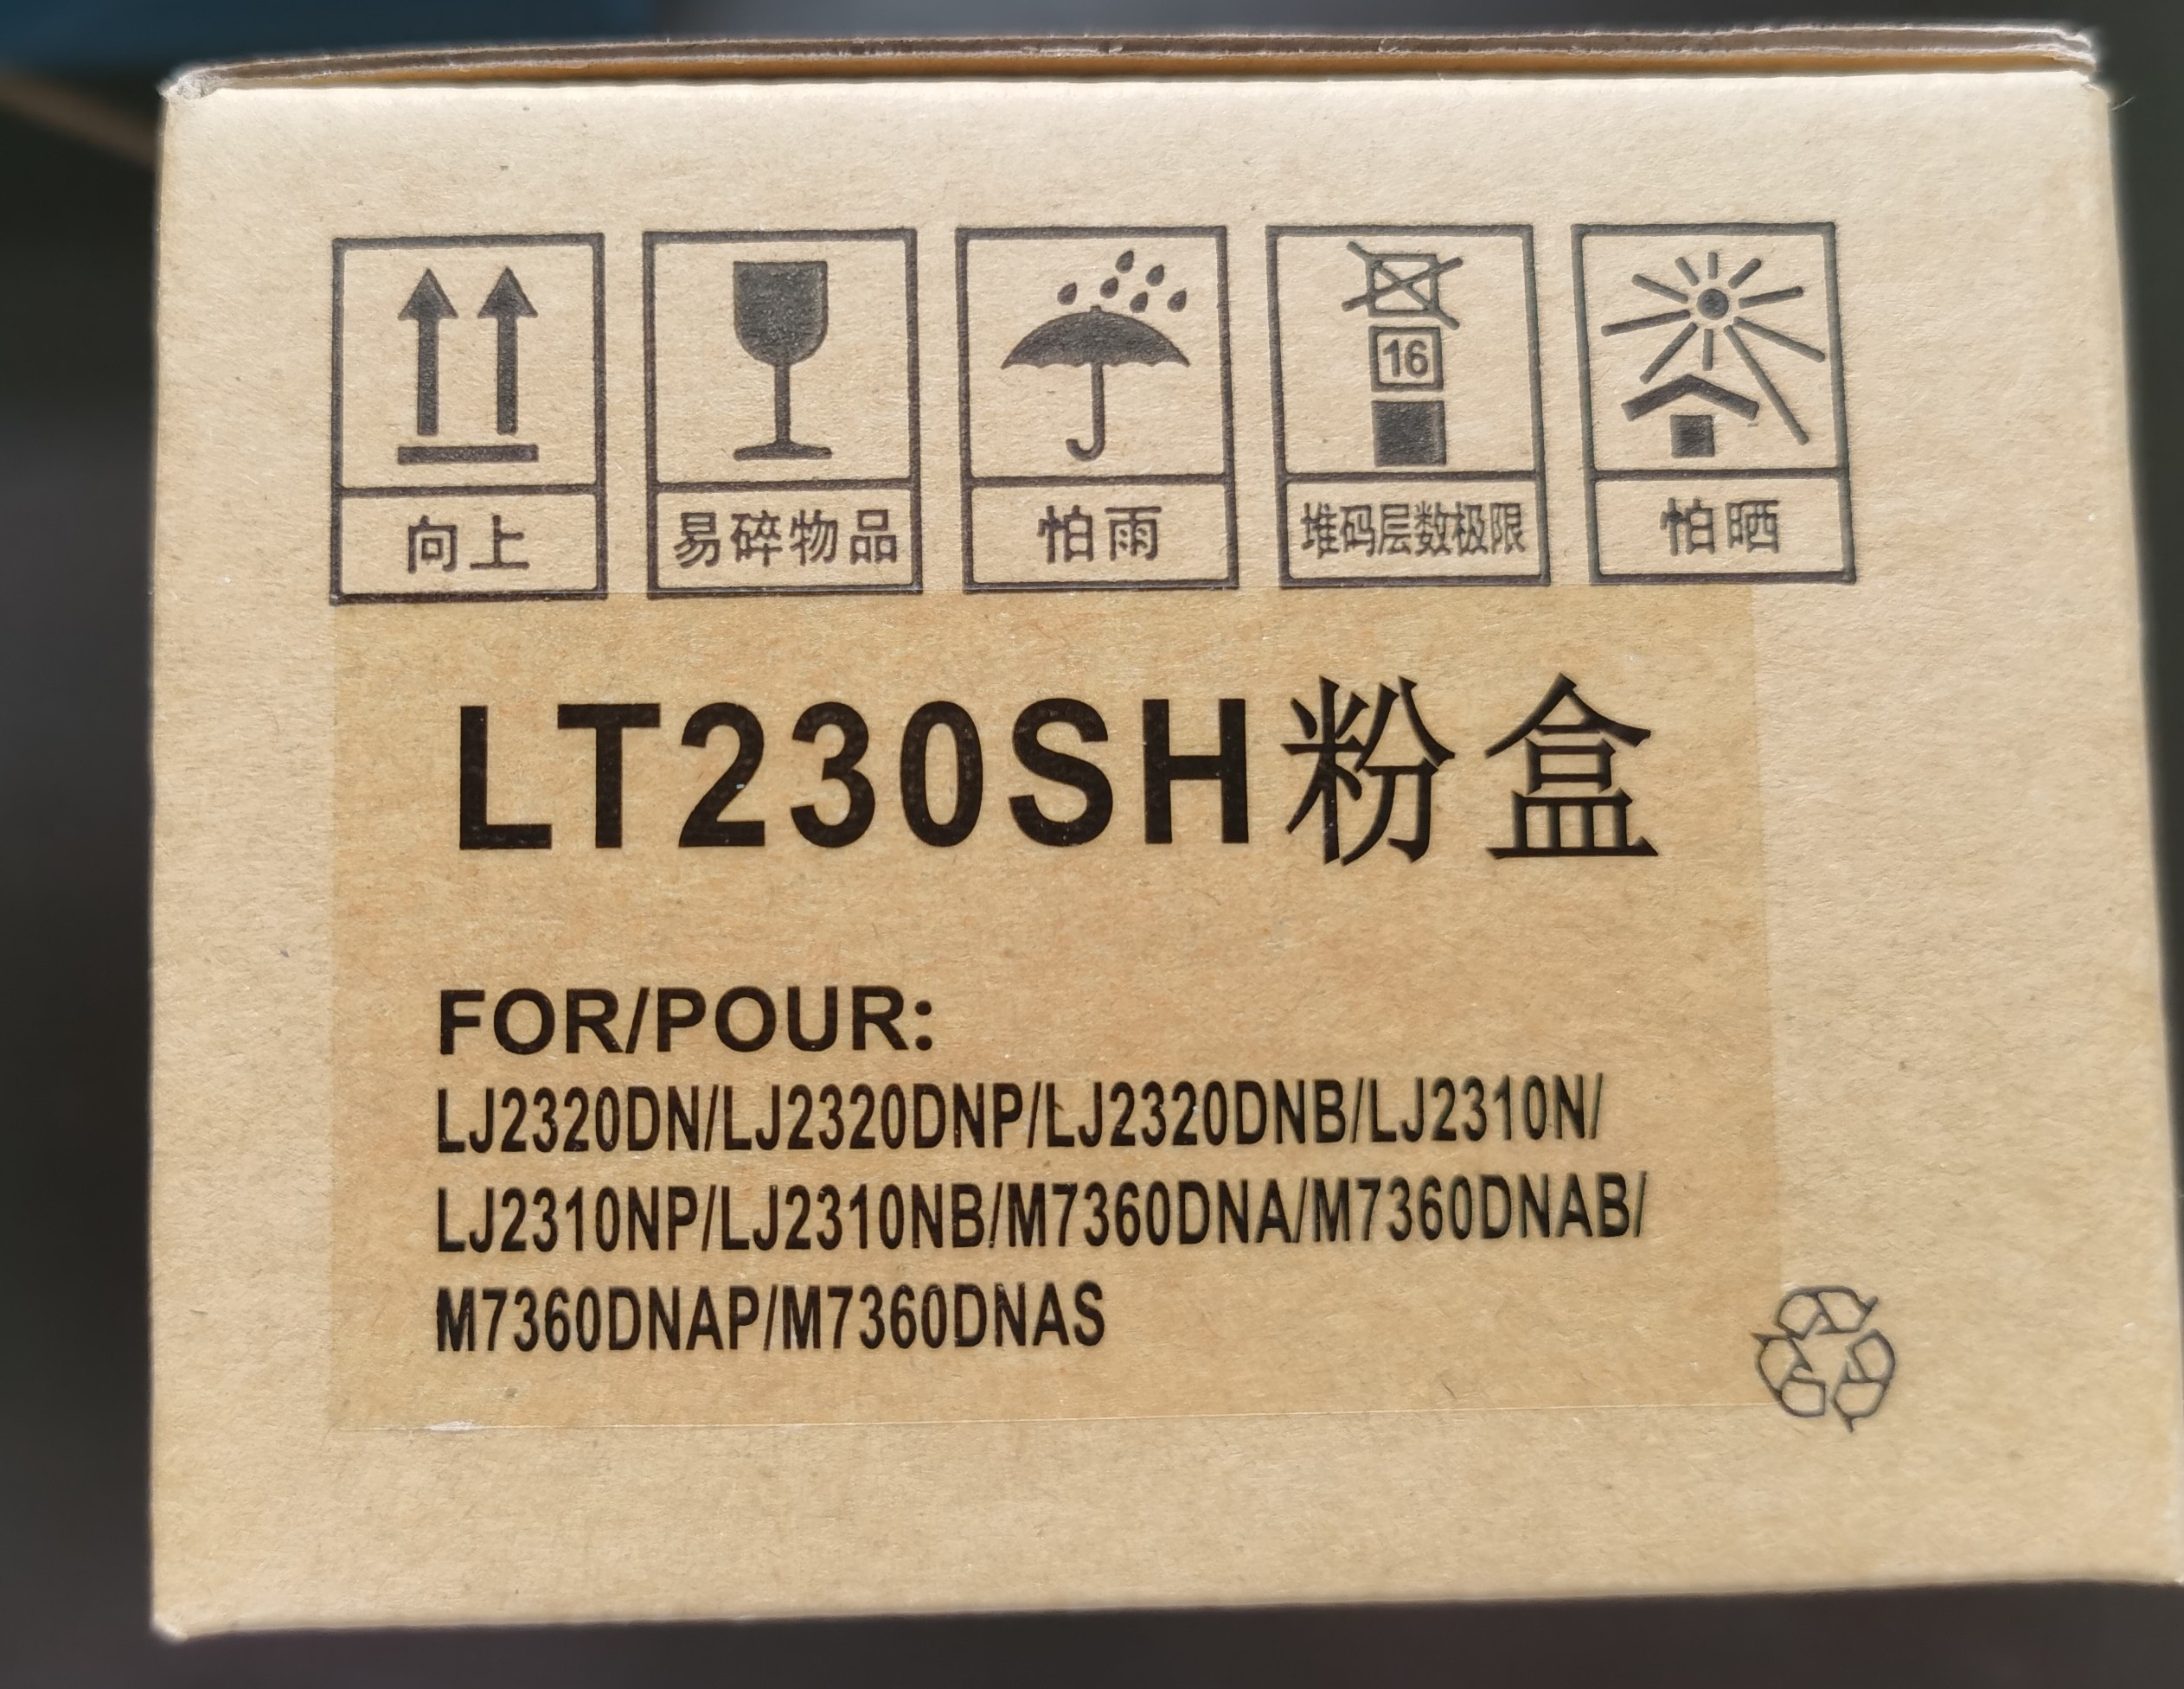 16
向上 易碎物品 怕雨 堆码层数极限 怕晒
LT230SH粉盒
FOR/POUR:
LJ2320DN/LJ2320DNP/LJ2320DNB/LJ2310N/
LJ2310NP/LJ2310NB/M7360DNA/M7360DNAB/
M7360DNAP/M7360DNAS